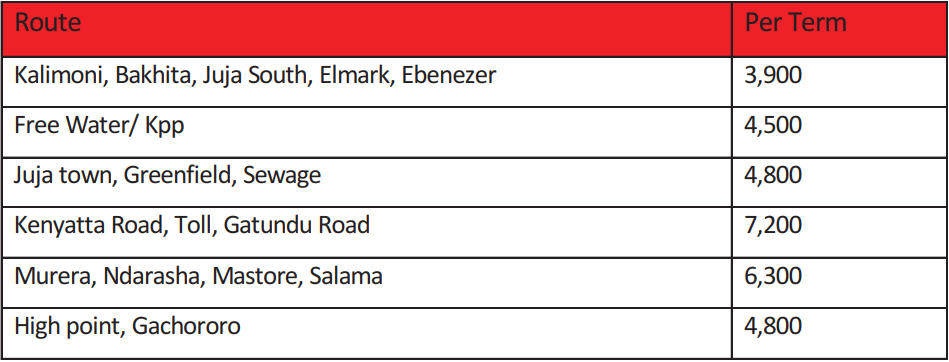 Route Per Term
Kalimoni, Bakhita, Juja South, Elmark, Ebenezer 3,900
Free Water/ Kpp 4,500
Juja town, Greenfield, Sewage 4,800
Kenyatta Road, Toll, Gatundu Road 7,200
Murera, Ndarasha, Mastore, Salama 6,300
High point, Gachororo 4,800